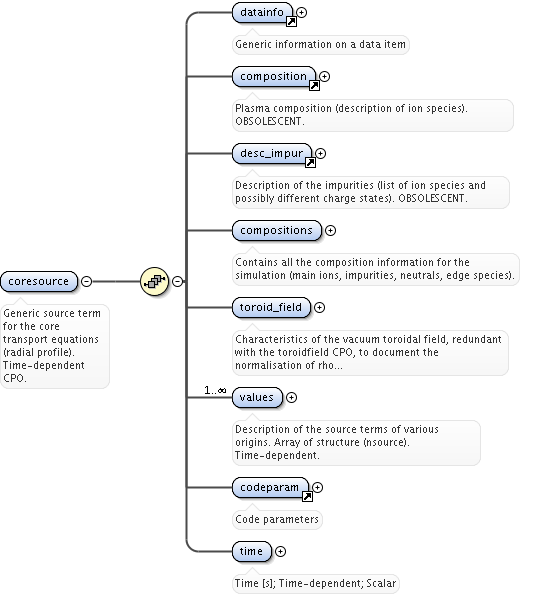 datainfo
Generic information on a data item
composition
Plasma composition (description of ion species).
OBSOLESCENT.
desc_impur
Description of the impurities (list of ion species and
possibly different charge states). OBSOLESCENT.
compositions
Contains all the composition information for the
simulation (main ions, impurities, neutrals, edge species).
coresource
Generic source term
for the core
transport equations
(radial profile).
Time-dependent
CPO.
toroid_field
Characteristics of the vacuum toroidal field, redundant
with the toroidfield CPO, to document the
normalisation of rho...
1..∞
values
Description of the source terms of various
origins. Array of structure (nsource).
Time-dependent.
codeparam
Code parameters
time
Time [s]; Time-dependent; Scalar